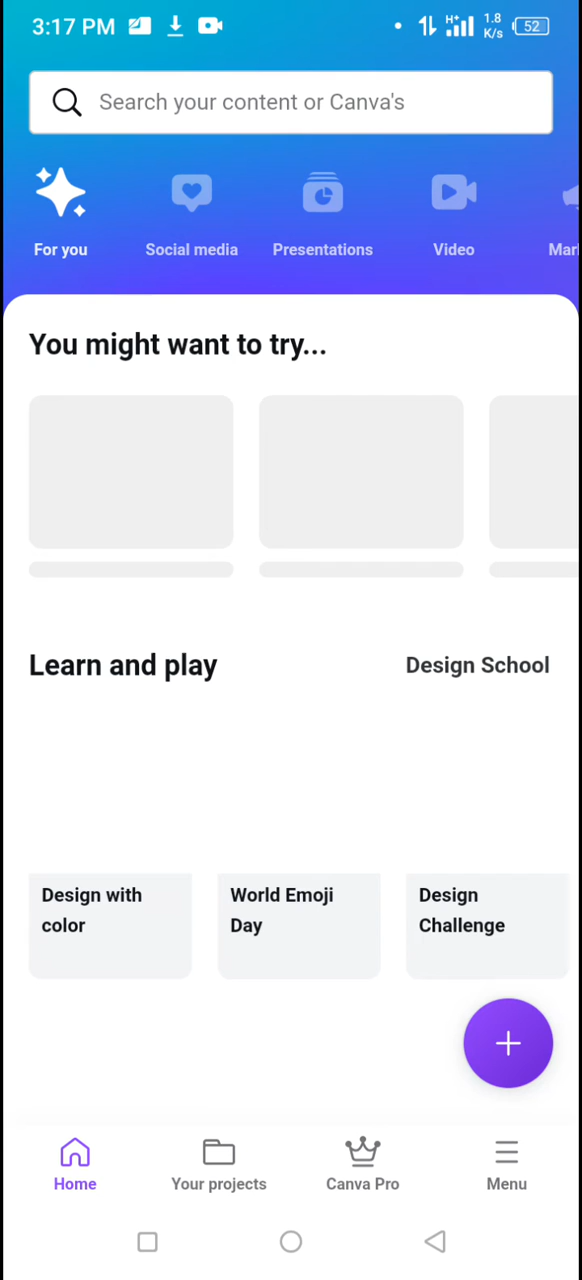 3:17 PM
H+
1.8
K/s
52
Search your content or Canva's
For you
Social media
Presentations
Video
You might want to try...
Learn and play
Design School
Design with
color
World Emoji
Day
Design
Challenge
Home
Your projects
Canva Pro
Menu